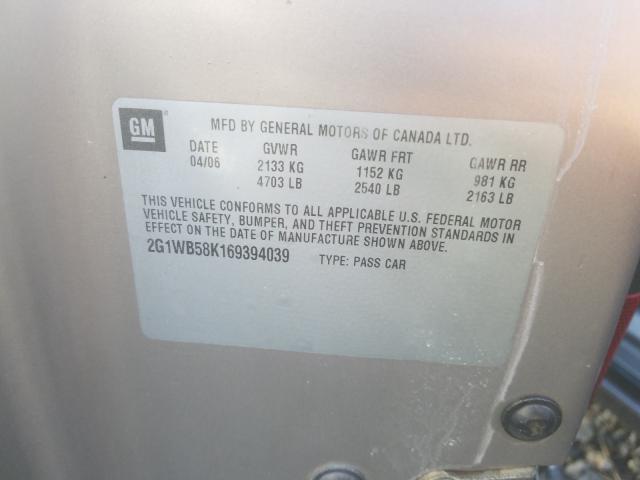 GM
MFD BY GENERAL MOTORS OF CANADA LTD.
DATE GVWR GAWR FRT GAWR RR
04/06 2133 KG 1152 KG 981 KG
4703 LB 2540 LB 2163 LB
THIS VEHICLE CONFORMS TO ALL APPLICABLE U.S. FEDERAL MOTOR
VEHICLE SAFETY, BUMPER, AND THEFT PREVENTION STANDARDS IN
EFFECT ON THE DATE OF MANUFACTURE SHOWN ABOVE.
2G1WB58K169394039 TYPE: PASS CAR